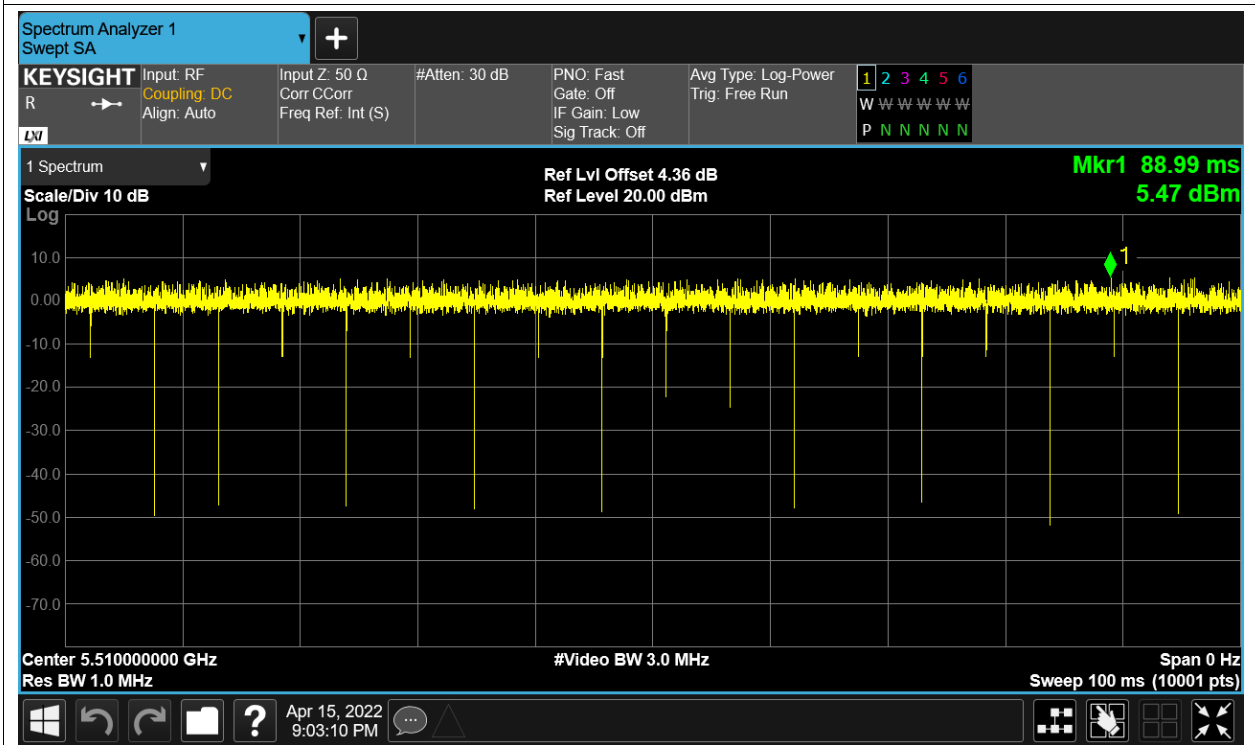 Spectrum Analyzer 1
Swept SA
KEYSIGHT
R
LXI
Input: RF
Coupling: DC
Align: Auto
Input Z: 50 Ω
Corr CCorr
Freq Ref: Int (S)
#Atten: 30 dB
PNO: Fast
Gate: Off
IF Gain: Low
Sig Track: Off
Avg Type: Log-Power
Trig: Free Run
1 2 3 4 5 6
W W W W W W
P N N N N N
1 Spectrum
Scale/Div 10 dB
Log
Ref Lvl Offset 4.36 dB
Ref Level 20.00 dBm
Mkr1 88.99 ms
5.47 dBm
1
10.0
0.00
-10.0
-20.0
-30.0
-40.0
-50.0
-60.0
-70.0
Center 5.510000000 GHz
Res BW 1.0 MHz
#Video BW 3.0 MHz
Span 0 Hz
Sweep 100 ms (10001 pts)
?
Apr 15, 2022
9:03:10 PM